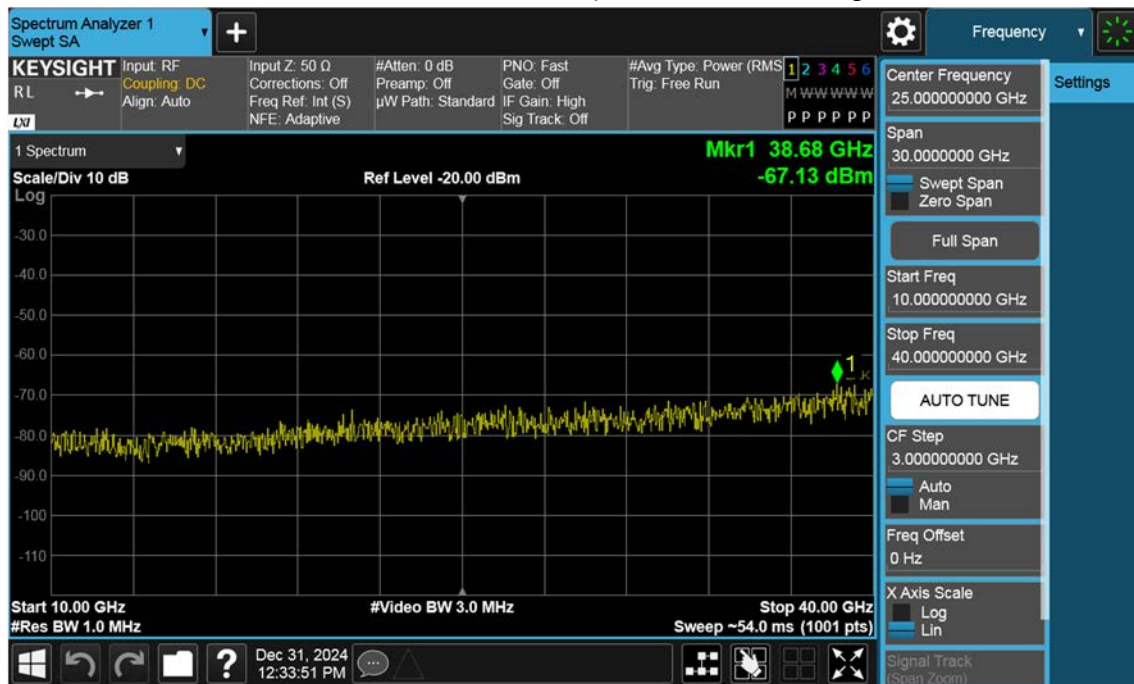 Spectrum Analyzer 1
Swept SA
Frequency
KEYSIGHT
RL
LXI
Input: RF
Coupling: DC
Align: Auto
Input Z: 50 Ω
Corrections: Off
Freq Ref: Int (S)
NFE: Adaptive
#Atten: 0 dB
Preamp: Off
µW Path: Standard
PNO: Fast
Gate: Off
IF Gain: High
Sig Track: Off
#Avg Type: Power (RMS
Trig: Free Run
1 2 3 4 5 6
M W W W W W
P P P P P P
1 Spectrum
Scale/Div 10 dB
Log
Ref Level -20.00 dBm
Mkr1 38.68 GHz
-67.13 dBm
-30.0
-40.0
-50.0
-60.0
-70.0
-80.0
-90.0
-100
-110
1
Start 10.00 GHz
#Res BW 1.0 MHz
#Video BW 3.0 MHz
Stop 40.00 GHz
Sweep ~54.0 ms (1001 pts)
Dec 31, 2024
12:33:51 PM
Center Frequency
25.000000000 GHz
Span
30.0000000 GHz
Swept Span
Zero Span
Full Span
Start Freq
10.000000000 GHz
Stop Freq
40.000000000 GHz
AUTO TUNE
CF Step
3.000000000 GHz
Auto
Man
Freq Offset
0 Hz
X Axis Scale
Log
Lin
Signal Track
(Span Zoom)
Settings